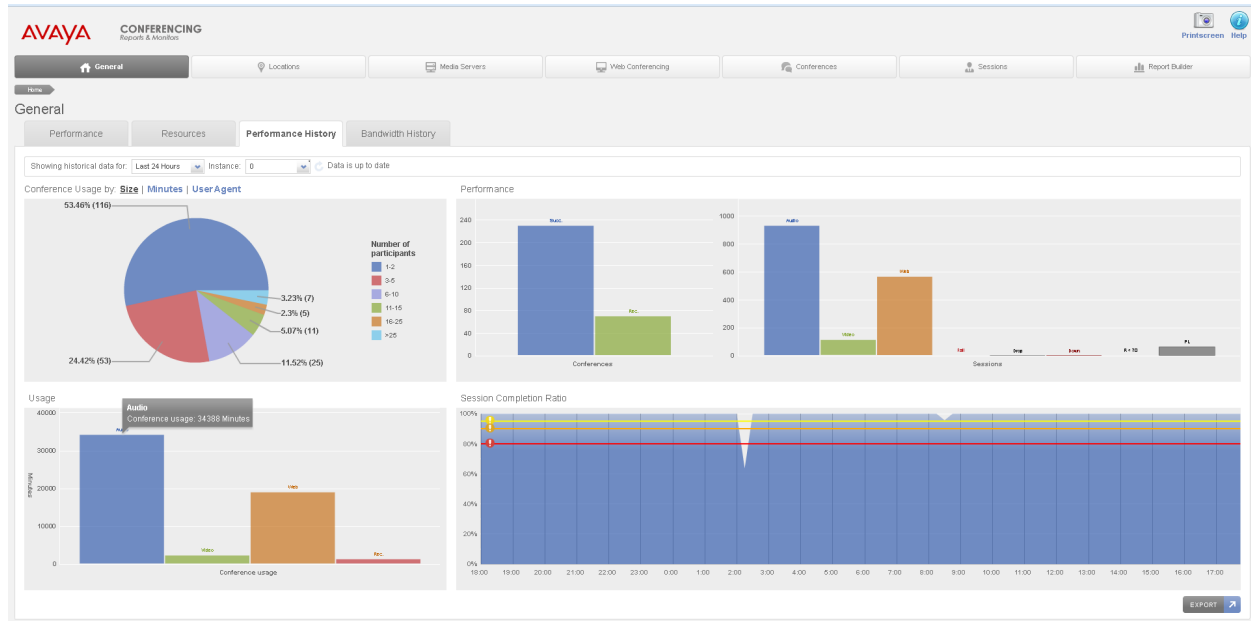 AVAYA
CONFERENCING
Reports & Monitors
Printscreen Help
General Locations Media Servers Web Conferencing Conferences Sessions Report Builder
Home
General
Performance Resources Performance History Bandwidth History
Showing historical data for: Last 24 Hours Instance: 0 Data is up to date
Conference Usage by: Size | Minutes | User Agent
53.46% (116)
24.42% (53)
11.52% (25)
5.07% (11)
2.3% (5)
3.23% (7)
Number of
participants
1-2
3-5
6-10
11-15
16-25
>25
Performance
240
200
160
120
80
40
0
Succ.
Rec.
Conferences
1000
800
600
400
200
0
Audio
Video
Web
Fail
Drop
Down
R < 70
PL
Sessions
Usage
Audio
Conference usage: 34388 Minutes
Minutes
40000
30000
20000
10000
0
Audio
Video
Web
Rec.
Conference usage
Session Completion Ratio
100%
80%
60%
40%
20%
0%
18:00 19:00 20:00 21:00 22:00 23:00 0:00 1:00 2:00 3:00 4:00 5:00 6:00 7:00 8:00 9:00 10:00 11:00 12:00 13:00 14:00 15:00 16:00 17:00
EXPORT